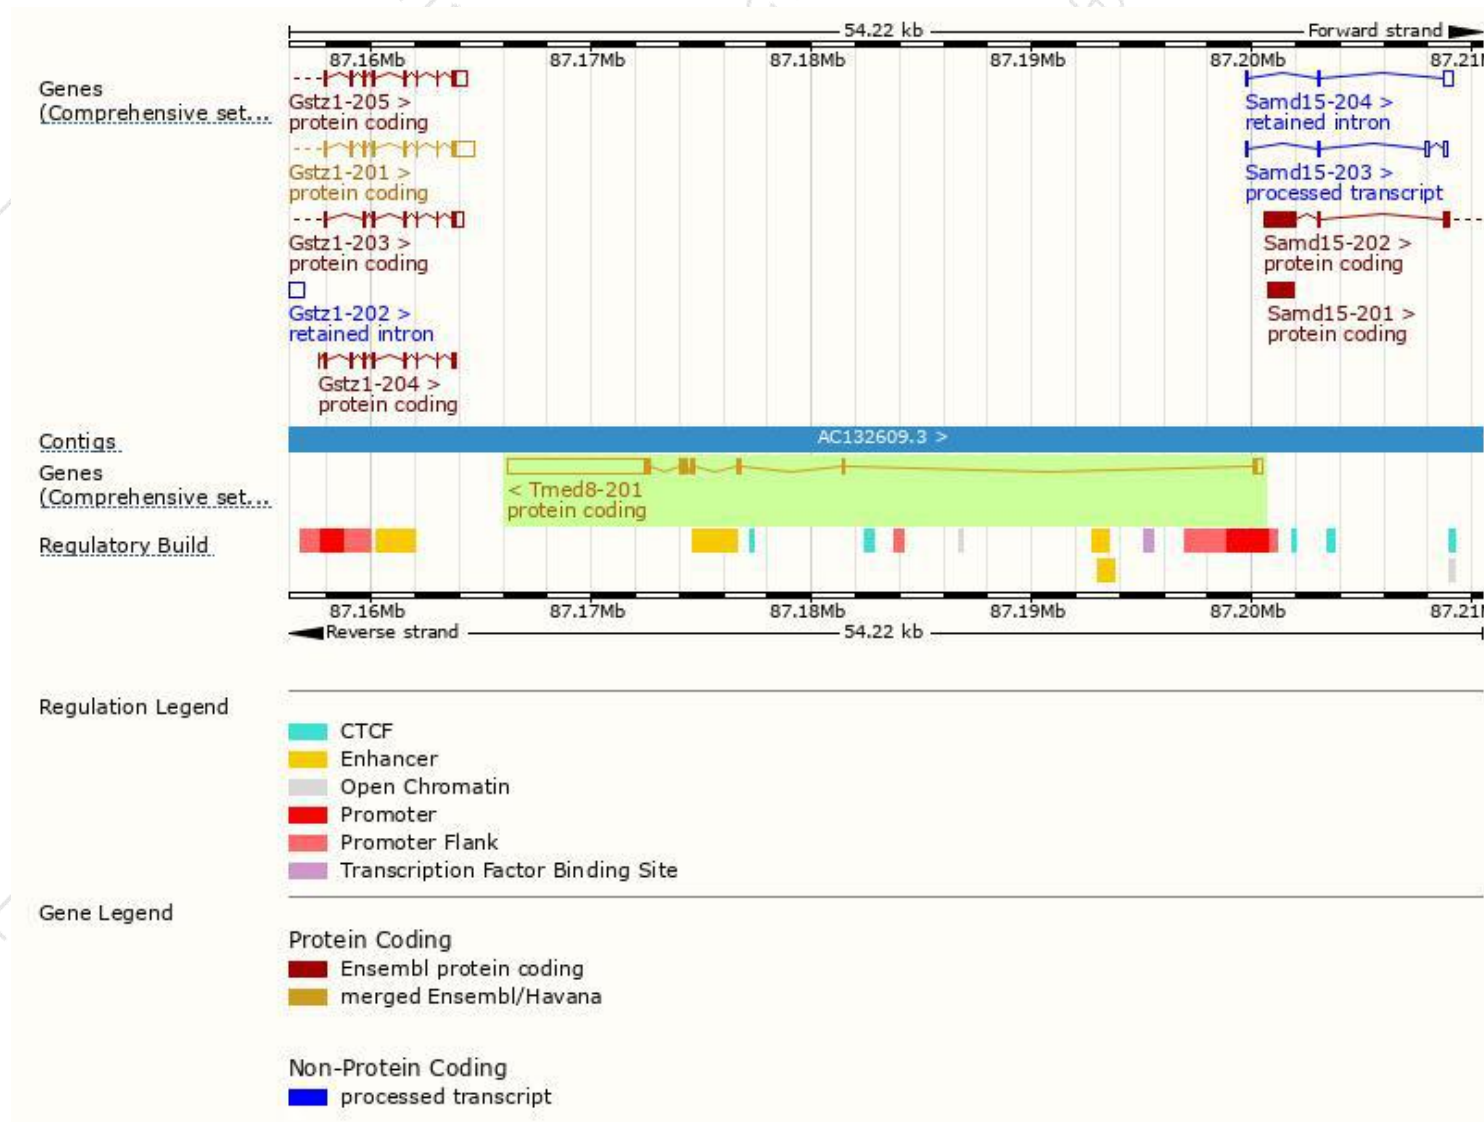 54.22 kb
Forward strand
87.16Mb 87.17Mb 87.18Mb 87.19Mb 87.20Mb 87.21
Genes
(Comprehensive set...
Gstz1-205 >
protein coding
Gstz1-201 >
protein coding
Gstz1-203 >
protein coding
Gstz1-202 >
retained intron
Gstz1-204 >
protein coding
Samd15-204 >
retained intron
Samd15-203 >
processed transcript
Samd15-202 >
protein coding
Samd15-201 >
protein coding
Contigs
AC132609.3 >
Genes
(Comprehensive set...
< Tmed8-201
protein coding
Regulatory Build
87.16Mb 87.17Mb 87.18Mb 87.19Mb 87.20Mb 87.21
Reverse strand
54.22 kb
Regulation Legend
CTCF
Enhancer
Open Chromatin
Promoter
Promoter Flank
Transcription Factor Binding Site
Gene Legend
Protein Coding
Ensembl protein coding
merged Ensembl/Havana
Non-Protein Coding
processed transcript